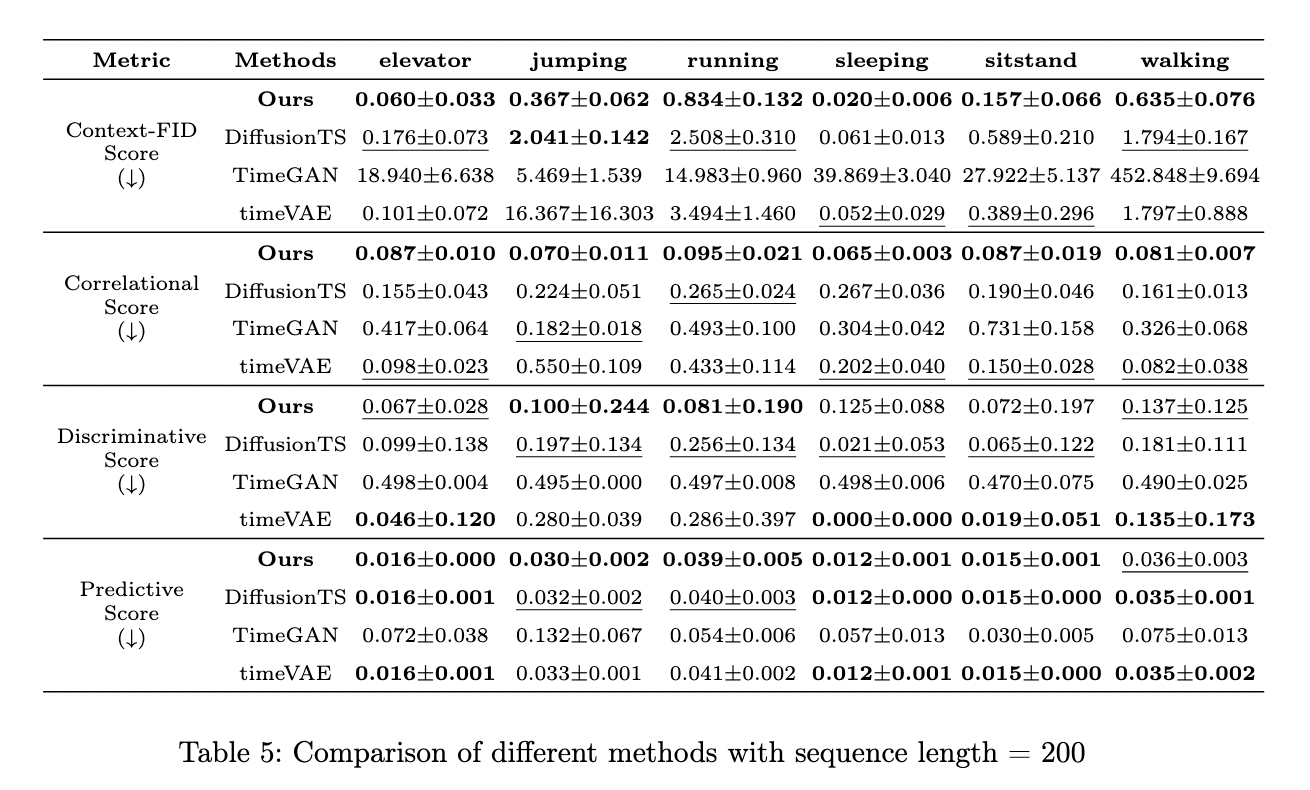 Metric Methods elevator jumping running sleeping sitstand walking
Context-FID Score (↓)
Ours 0.060±0.033 0.367±0.062 0.834±0.132 0.020±0.006 0.157±0.066 0.635±0.076
DiffusionTS 0.176±0.073 2.041±0.142 2.508±0.310 0.061±0.013 0.589±0.210 1.794±0.167
TimeGAN 18.940±6.638 5.469±1.539 14.983±0.960 39.869±3.040 27.922±5.137 452.848±9.694
timeVAE 0.101±0.072 16.367±16.303 3.494±1.460 0.052±0.029 0.389±0.296 1.797±0.888
Correlational Score (↓)
Ours 0.087±0.010 0.070±0.011 0.095±0.021 0.065±0.003 0.087±0.019 0.081±0.007
DiffusionTS 0.155±0.043 0.224±0.051 0.265±0.024 0.267±0.036 0.190±0.046 0.161±0.013
TimeGAN 0.417±0.064 0.182±0.018 0.493±0.100 0.304±0.042 0.731±0.158 0.326±0.068
timeVAE 0.098±0.023 0.550±0.109 0.433±0.114 0.202±0.040 0.150±0.028 0.082±0.038
Discriminative Score (↓)
Ours 0.067±0.028 0.100±0.244 0.081±0.190 0.125±0.088 0.072±0.197 0.137±0.125
DiffusionTS 0.099±0.138 0.197±0.134 0.256±0.134 0.021±0.053 0.065±0.122 0.181±0.111
TimeGAN 0.498±0.004 0.495±0.000 0.497±0.008 0.498±0.006 0.470±0.075 0.490±0.025
timeVAE 0.046±0.120 0.280±0.039 0.286±0.397 0.000±0.000 0.019±0.051 0.135±0.173
Predictive Score (↓)
Ours 0.016±0.000 0.030±0.002 0.039±0.005 0.012±0.001 0.015±0.001 0.036±0.003
DiffusionTS 0.016±0.001 0.032±0.002 0.040±0.003 0.012±0.000 0.015±0.000 0.035±0.001
TimeGAN 0.072±0.038 0.132±0.067 0.054±0.006 0.057±0.013 0.030±0.005 0.075±0.013
timeVAE 0.016±0.001 0.033±0.001 0.041±0.002 0.012±0.001 0.015±0.000 0.035±0.002
Table 5: Comparison of different methods with sequence length = 200